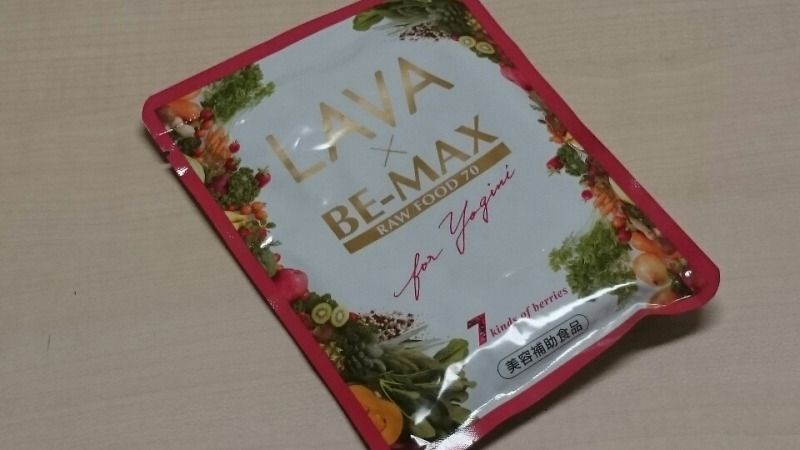 LAVA
×
BE-MAX
RAW FOOD 70
for Yogini
7 kinds of berries
美容補助食品